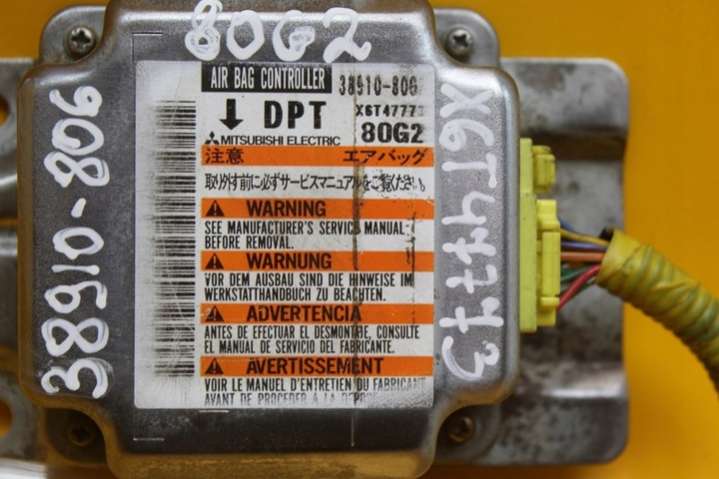 80G2
AIR BAG CONTROLLER
38910-80G
DPT
X6T47773
MITSUBISHI ELECTRIC
80G2
注意 エアバッグ
取り外す前に必ずサービスマニュアルをご覧ください。
WARNING
SEE MANUFACTURER'S SERVICE MANUAL
BEFORE REMOVAL.
WARNUNG
VOR DEM AUSBAU SIND DIE HINWEISE IM
WERKSTATTHANDBUCH ZU BEACHTEN.
ADVERTENCIA
ANTES DE EFECTUAR EL DESMONTAJE, CONSULTE
EL MANUAL DE SERVICIO DEL FABRICANTE.
AVERTISSEMENT
VOIR LE MANUEL D'ENTRETIEN DU FABRICANT
AVANT DE PROCEDER A LA
38910-806
X6T47773